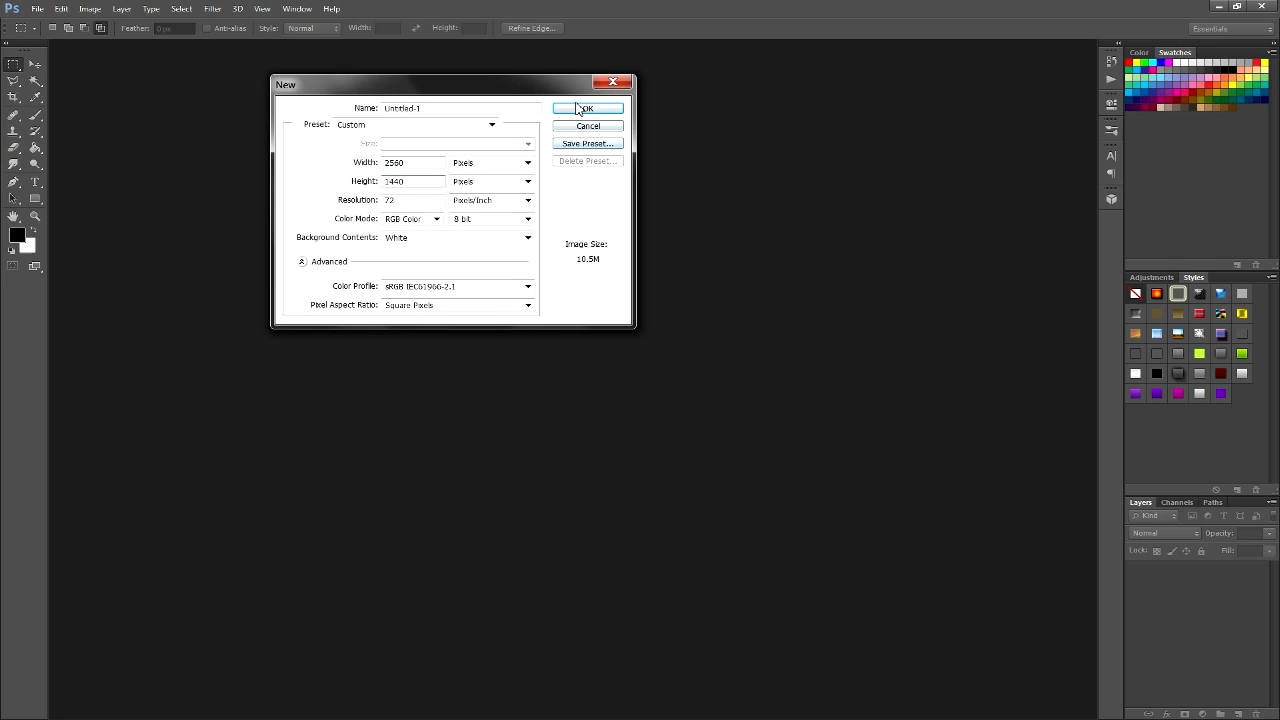 Ps File Edit Image Layer Type Select Filter 3D View Window Help
Feather: 0 px Anti-alias Style: Normal Width: Height: Refine Edge... Essentials
Color Swatches
New
Name: Untitled-1 OK
Preset: Custom Cancel
Size: Save Preset...
Width: 2560 Pixels Delete Preset...
Height: 1440 Pixels
Resolution: 72 Pixels/Inch
Color Mode: RGB Color 8 bit
Background Contents: White Image Size:
10.5M
Advanced
Color Profile: sRGB IEC61966-2.1
Pixel Aspect Ratio: Square Pixels
Adjustments Styles
Layers Channels Paths
Kind
Normal Opacity:
Lock: Fill: